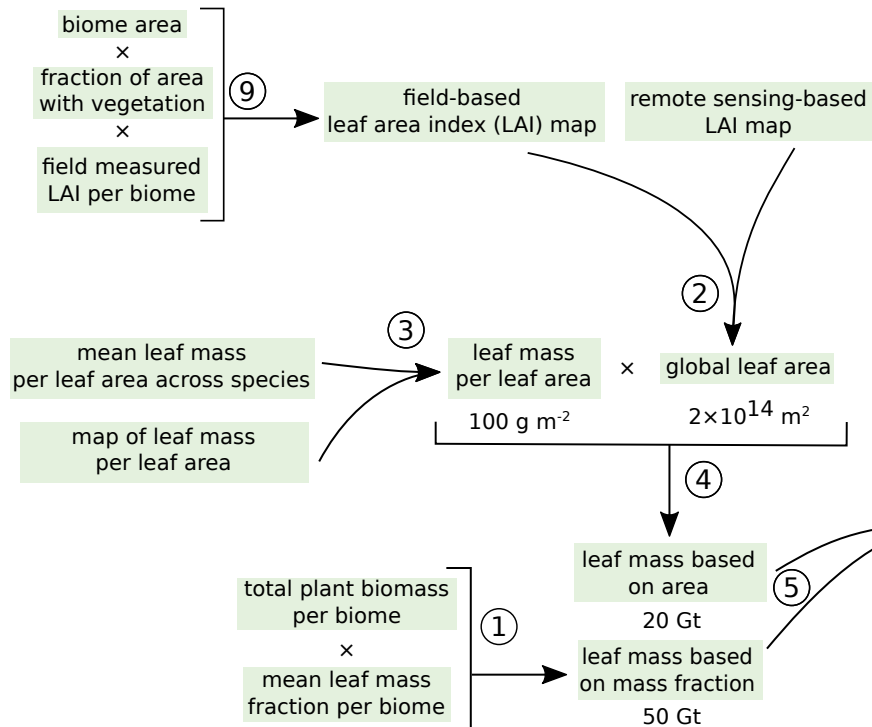 biome area
×
fraction of area
with vegetation
×
field measured
LAI per biome
9
field-based
leaf area index (LAI) map
remote sensing-based
LAI map
2
3
mean leaf mass
per leaf area across species
map of leaf mass
per leaf area
leaf mass
per leaf area
×
global leaf area
100 g m-2
2×10^14 m^2
4
leaf mass based
on area
20 Gt
5
total plant biomass
per biome
×
mean leaf mass
fraction per biome
1
leaf mass based
on mass fraction
50 Gt